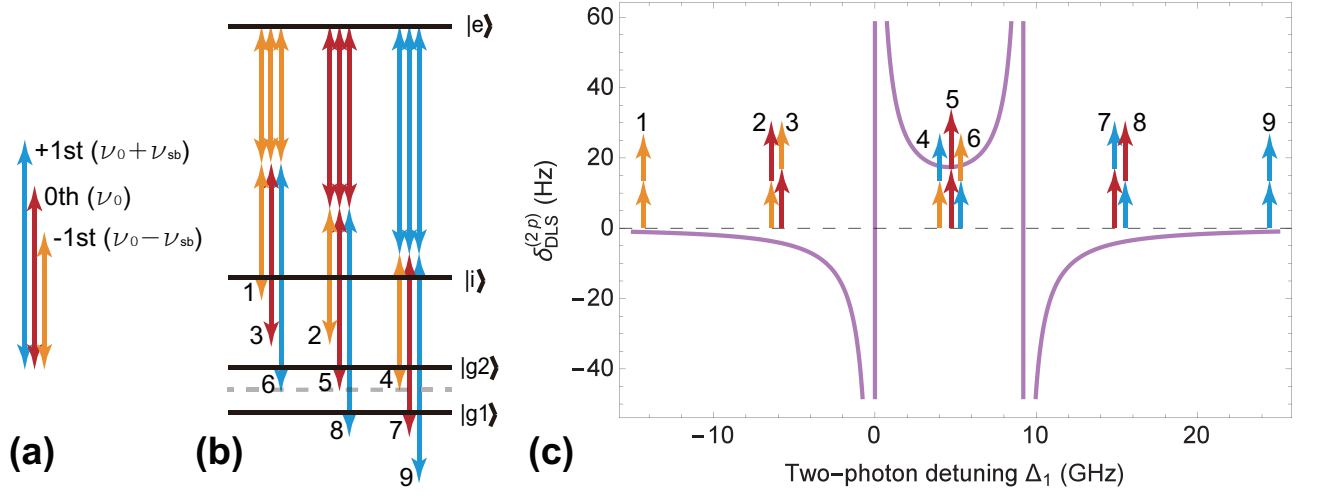 +1st (ν₀+νsb)
0th (ν₀)
-1st (ν₀-νsb)
(a)
|e⟩
|i⟩
|g2⟩
|g1⟩
1
3
2
6
5
4
8
7
9
(b)
δ_DLS^(2p) (Hz)
60
40
20
0
−20
−40
1
2
3
4
5
6
7
8
9
−10
0
10
20
Two−photon detuning Δ₁ (GHz)
(c)